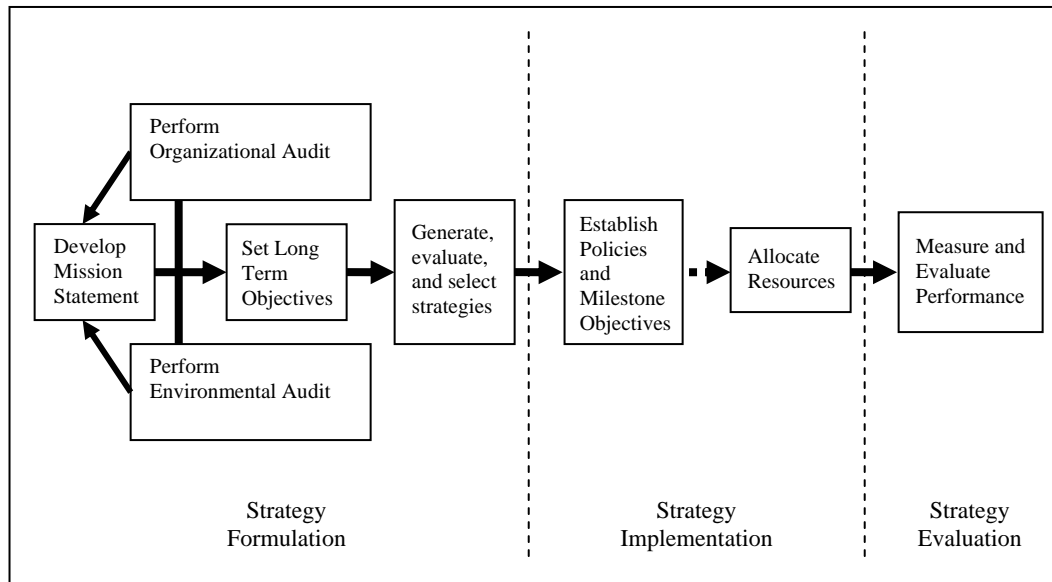 Perform
Organizational Audit
Develop
Mission
Statement
Set Long
Term
Objectives
Generate,
evaluate,
and select
strategies
Establish
Policies
and
Milestone
Objectives
Allocate
Resources
Measure and
Evaluate
Performance
Perform
Environmental Audit
Strategy
Formulation
Strategy
Implementation
Strategy
Evaluation